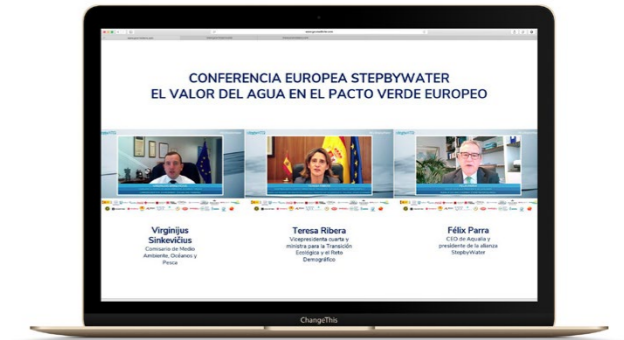 CONFERENCIA EUROPEA STEPBYWATER
EL VALOR DEL AGUA EN EL PACTO VERDE EUROPEO
Virginijus
Sinkevičius
Comisario de Medio
Ambiente, Océanos y
Pesca
Teresa Ribera
Vicepresidenta cuarta y
ministra para la Transición
Ecológica y el Reto
Demográfico
Félix Parra
CEO de Aqualia y
presidente de la alianza
StepbyWater
ChangeThis